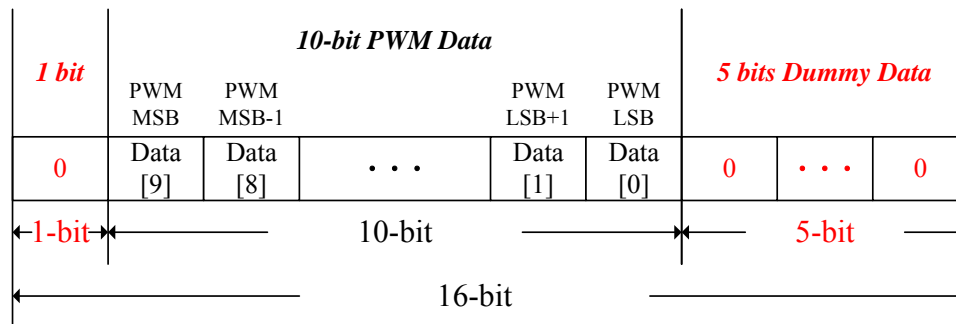 10-bit PWM Data
1 bit
5 bits Dummy Data
PWM MSB
PWM MSB-1
PWM LSB+1
PWM LSB
0
Data [9]
Data [8]
· · ·
Data [1]
Data [0]
0
· · ·
0
1-bit
10-bit
5-bit
16-bit